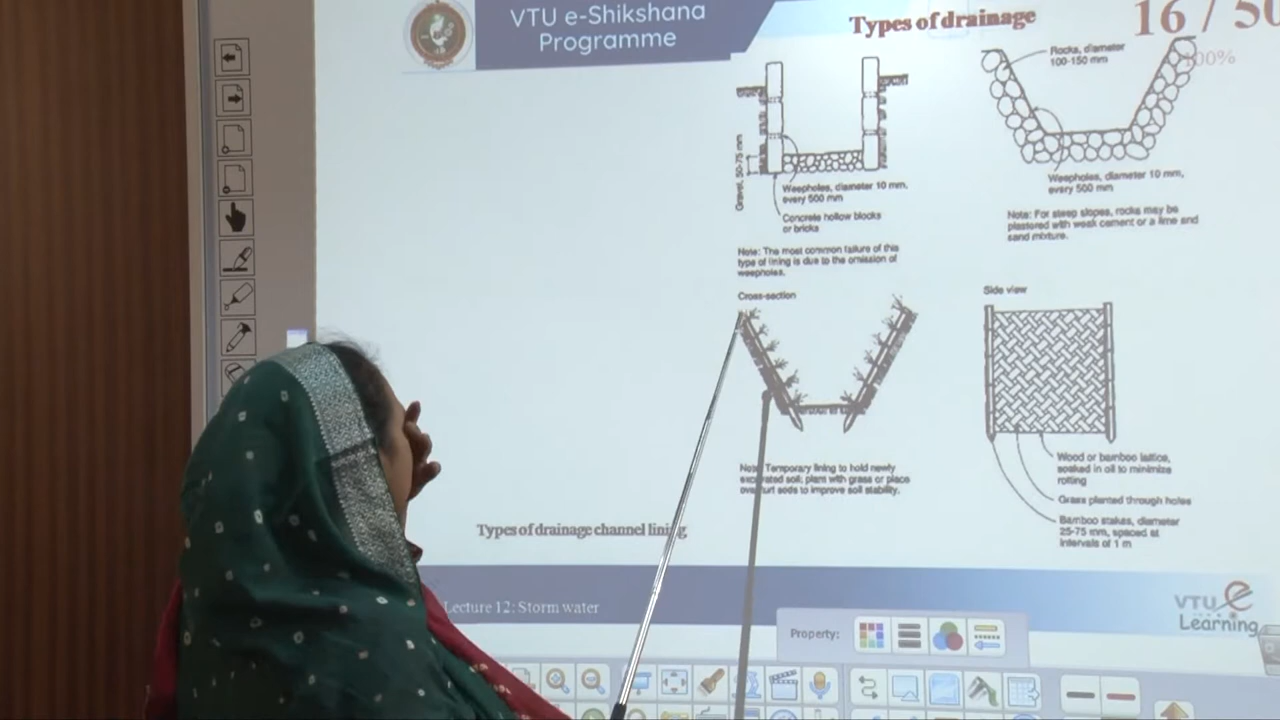 VTU e-Shikshana
Programme
Types of drainage
16 / 50
100%
Rocks, diameter
100-150 mm
Gravel, 50-75 mm
Weepholes, diameter 10 mm,
every 500 mm
Concrete hollow blocks
or bricks
Note: The most common failure of this
type of lining is due to the omission of
weepholes.
Weepholes, diameter 10 mm,
every 500 mm
Note: For steep slopes, rocks may be
plastered with weak cement or a lime and
sand mixture.
Cross-section
Side view
Note: Temporary lining to hold newly
excavated soil; plant with grass or place
over turf sods to improve soil stability.
Wood or bamboo lattice,
soaked in oil to minimize
rotting
Grass planted through holes
Bamboo stakes, diameter
25-75 mm, spaced at
intervals of 1 m
Types of drainage channel lining
Lecture 12: Storm water
VTU e
Learning
Property: